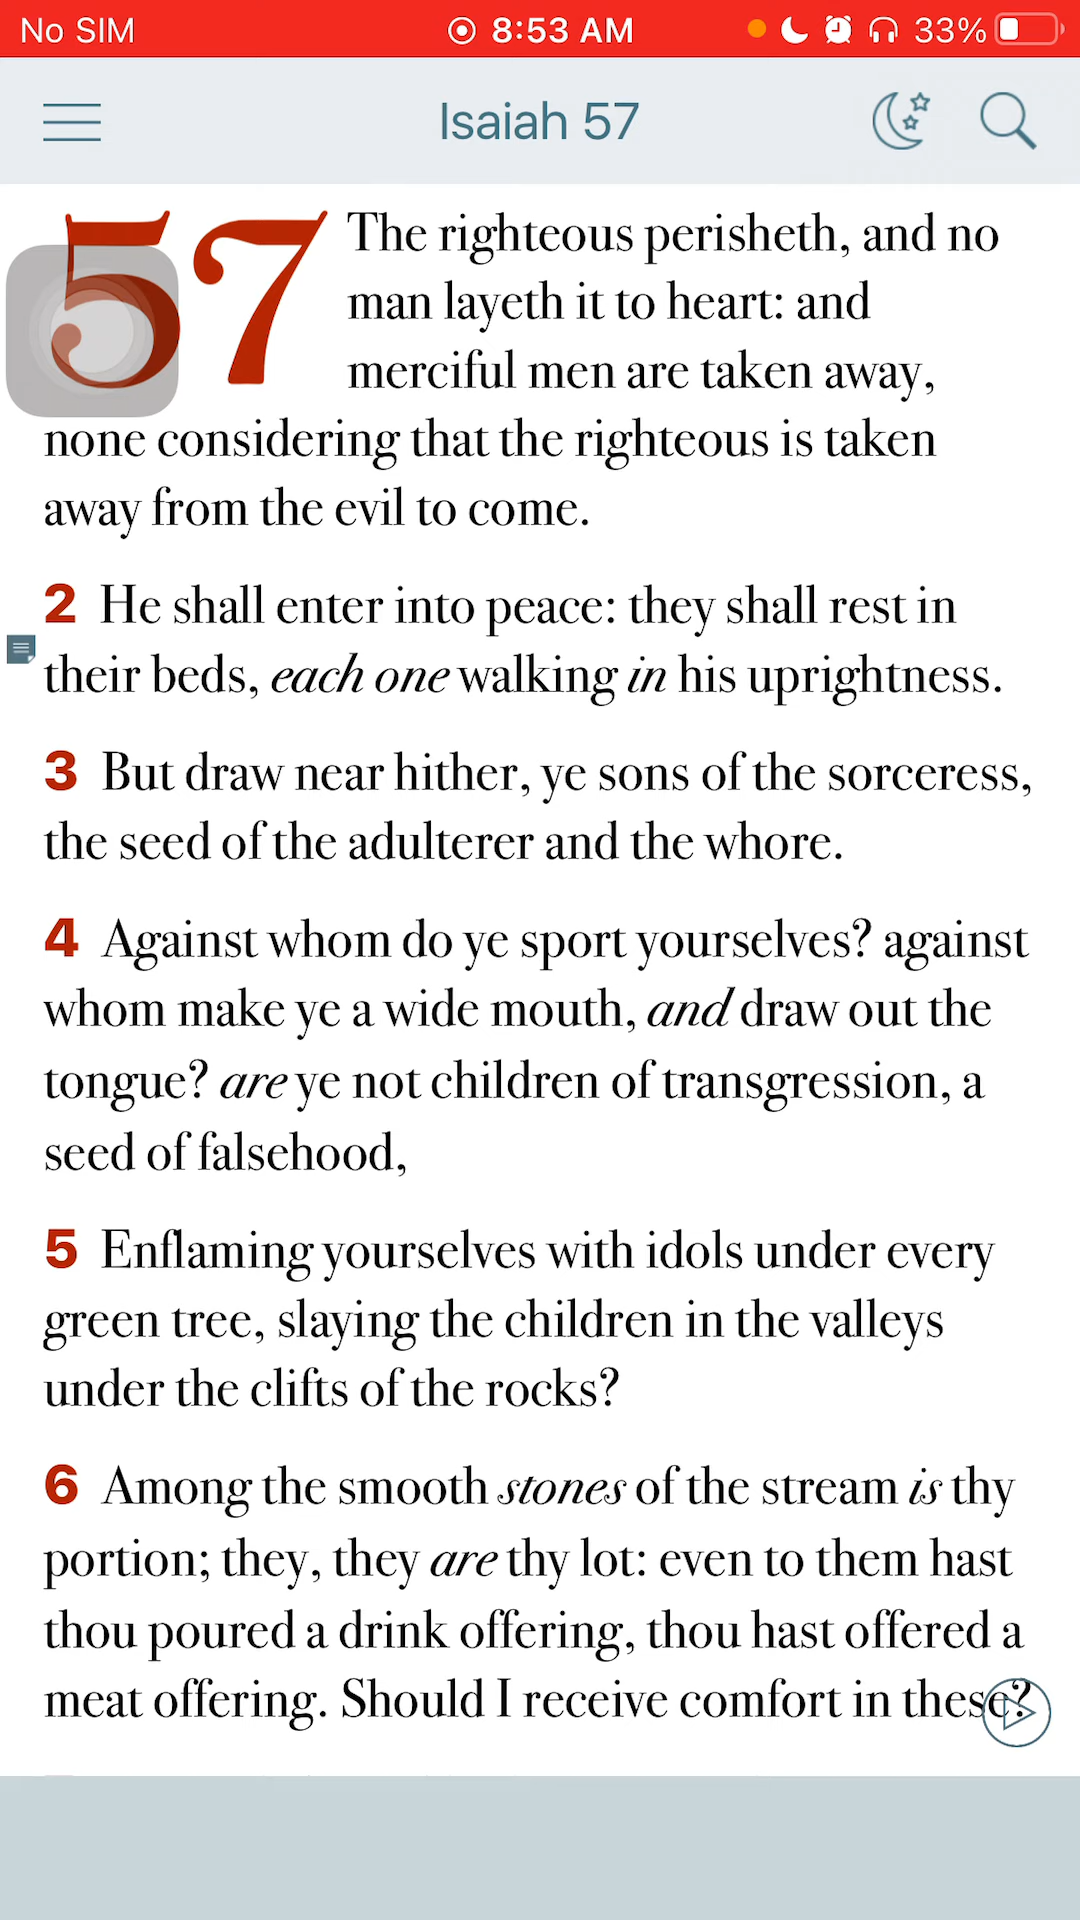 No SIM 8:53 AM 33%
Isaiah 57
57 The righteous perisheth, and no
man layeth it to heart: and
merciful men are taken away,
none considering that the righteous is taken
away from the evil to come.
2 He shall enter into peace: they shall rest in
their beds, each one walking in his uprightness.
3 But draw near hither, ye sons of the sorceress,
the seed of the adulterer and the whore.
4 Against whom do ye sport yourselves? against
whom make ye a wide mouth, and draw out the
tongue? are ye not children of transgression, a
seed of falsehood,
5 Enflaming yourselves with idols under every
green tree, slaying the children in the valleys
under the clifts of the rocks?
6 Among the smooth stones of the stream is thy
portion; they, they are thy lot: even to them hast
thou poured a drink offering, thou hast offered a
meat offering. Should I receive comfort in these?